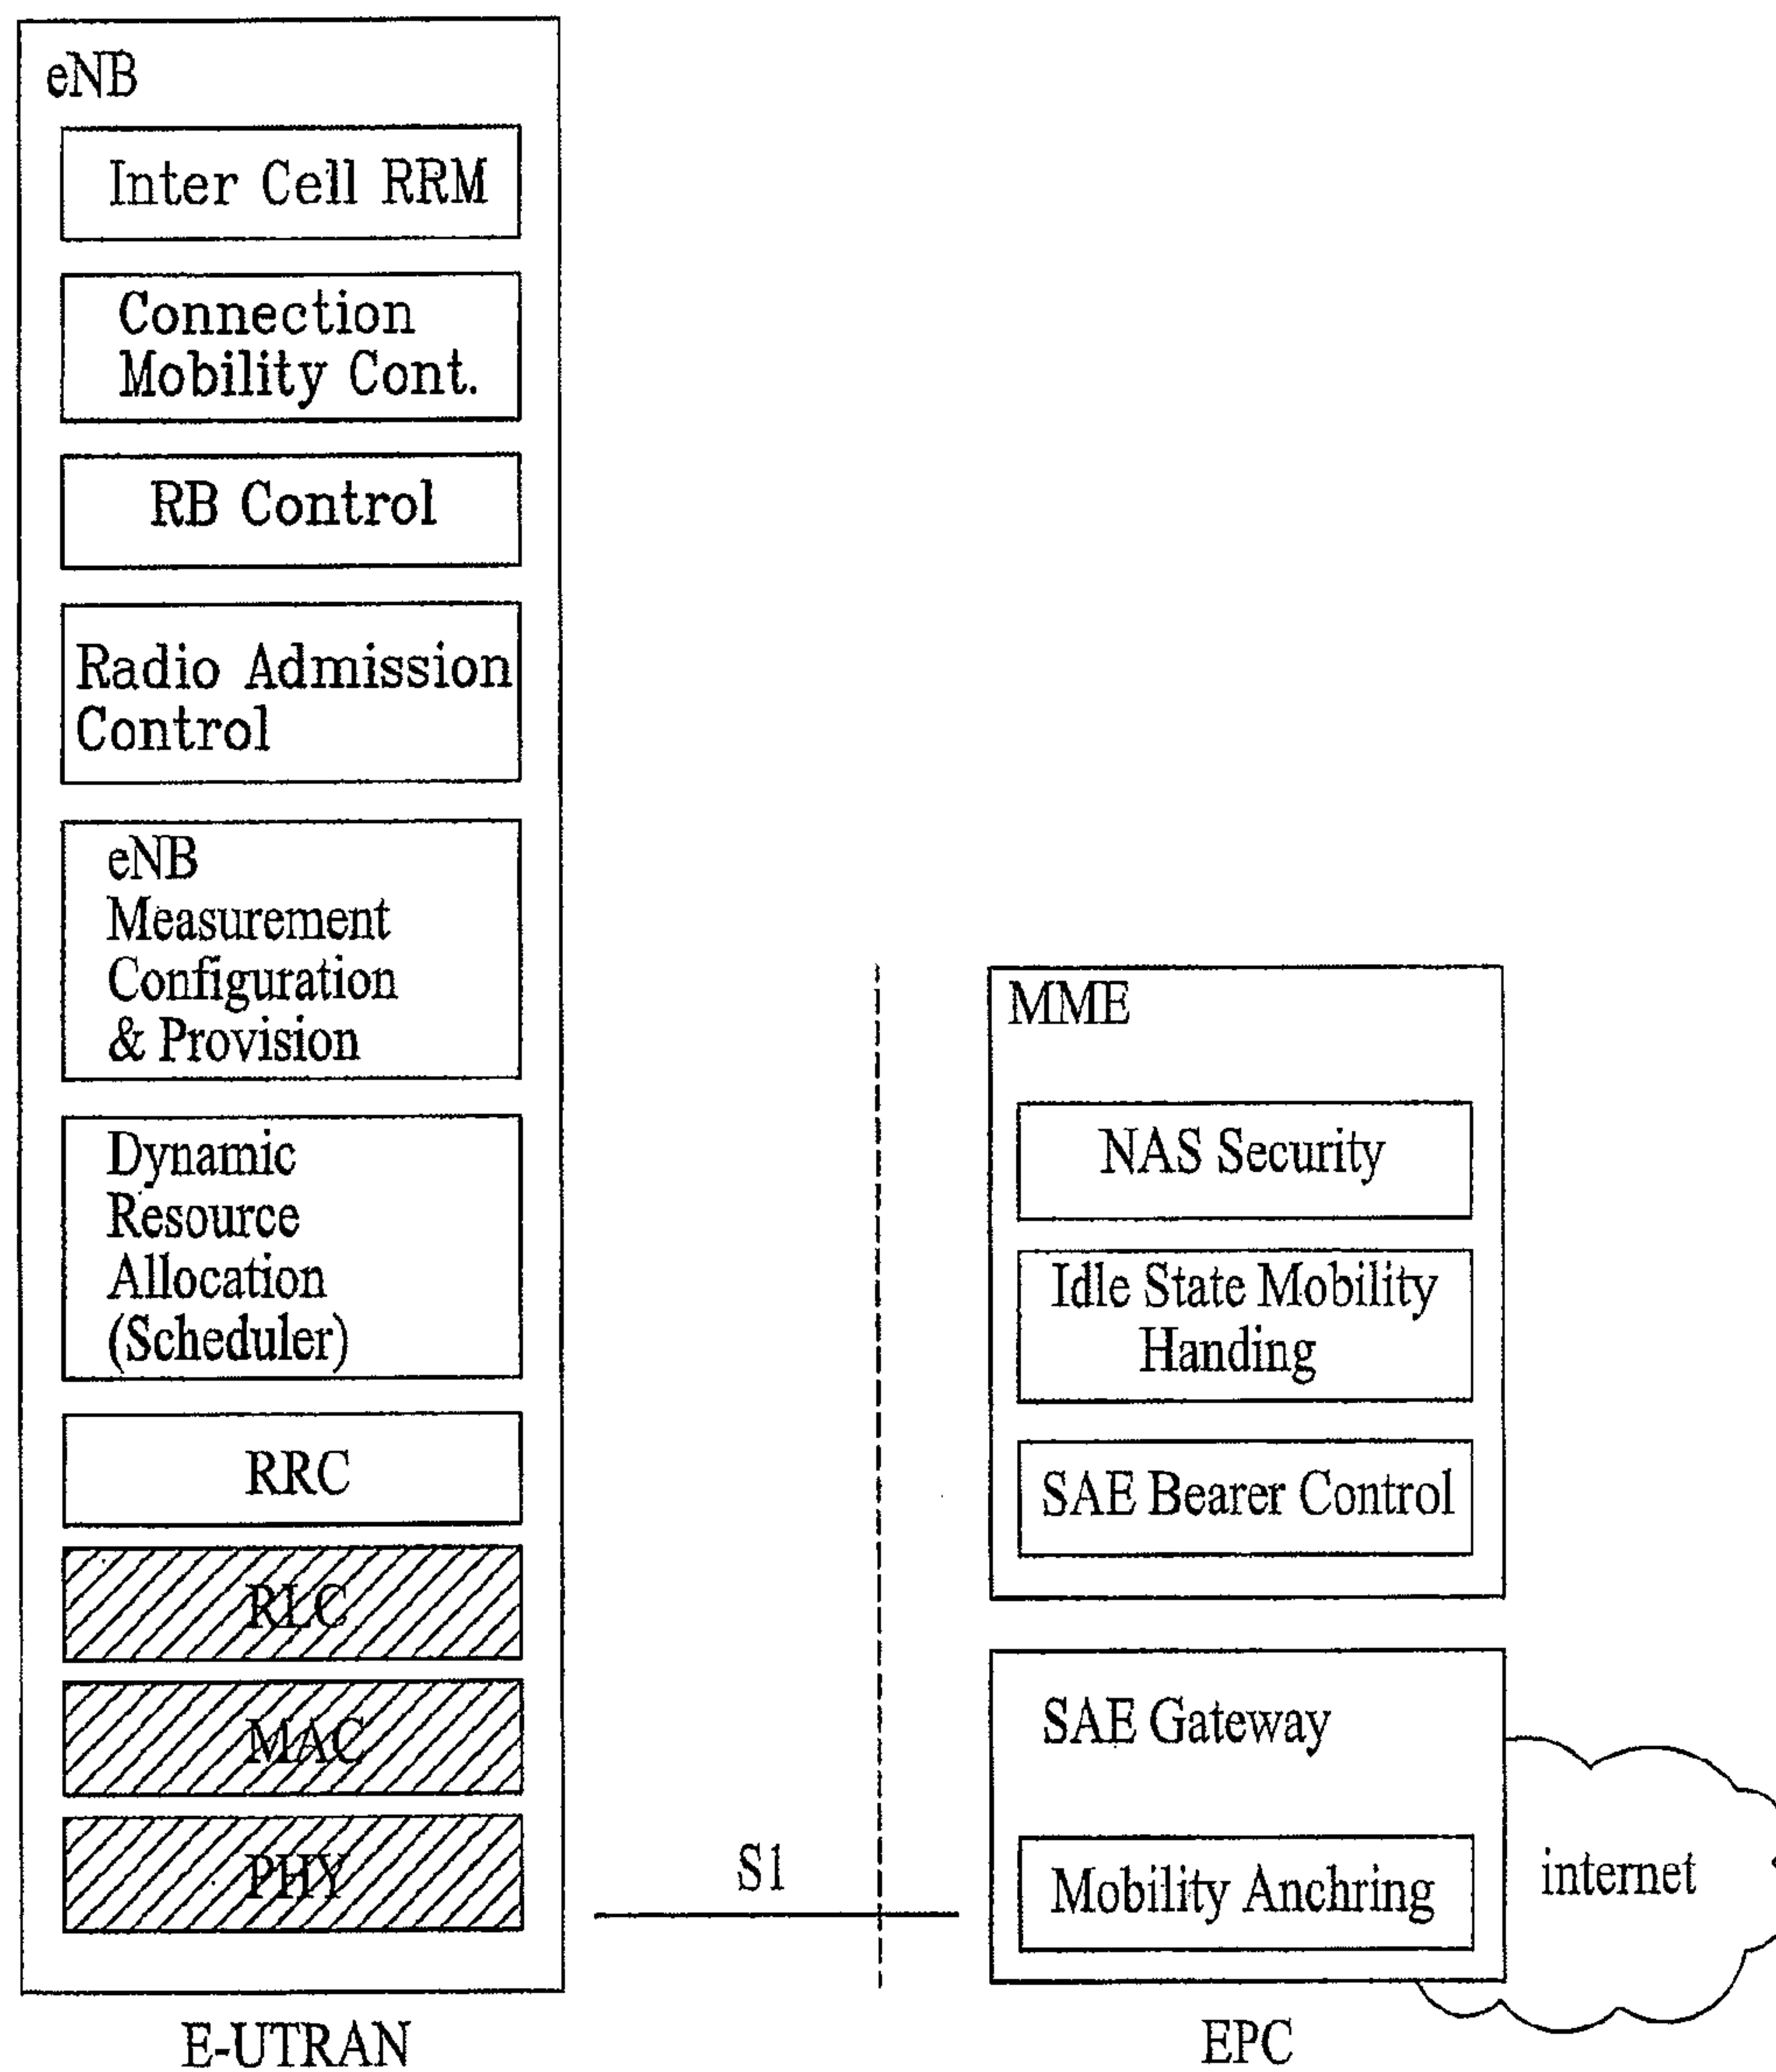 eNB
Inter Cell RRM
Connection
Mobility Cont.
RB Control
Radio Admission
Control
eNB
Measurement
Configuration
& Provision
Dynamic
Resource
Allocation
(Scheduler)
RRC
RLC
MAC
PHY
E-UTRAN
S1
MME
NAS Security
Idle State Mobility
Handing
SAE Bearer Control
SAE Gateway
Mobility Anchring
internet
EPC